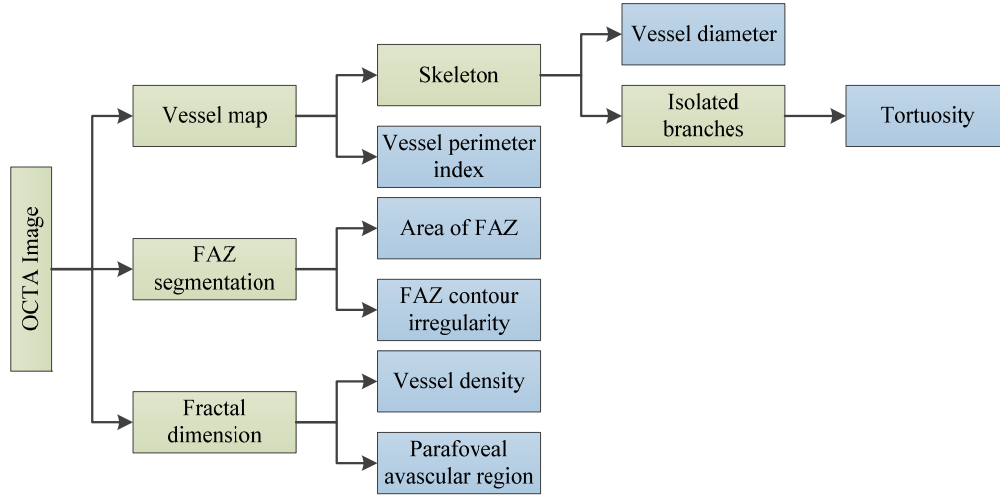 OCTA Image
Vessel map
FAZ
segmentation
Fractal
dimension
Skeleton
Vessel perimeter
index
Area of FAZ
FAZ contour
irregularity
Vessel density
Parafoveal
avascular region
Vessel diameter
Isolated
branches
Tortuosity